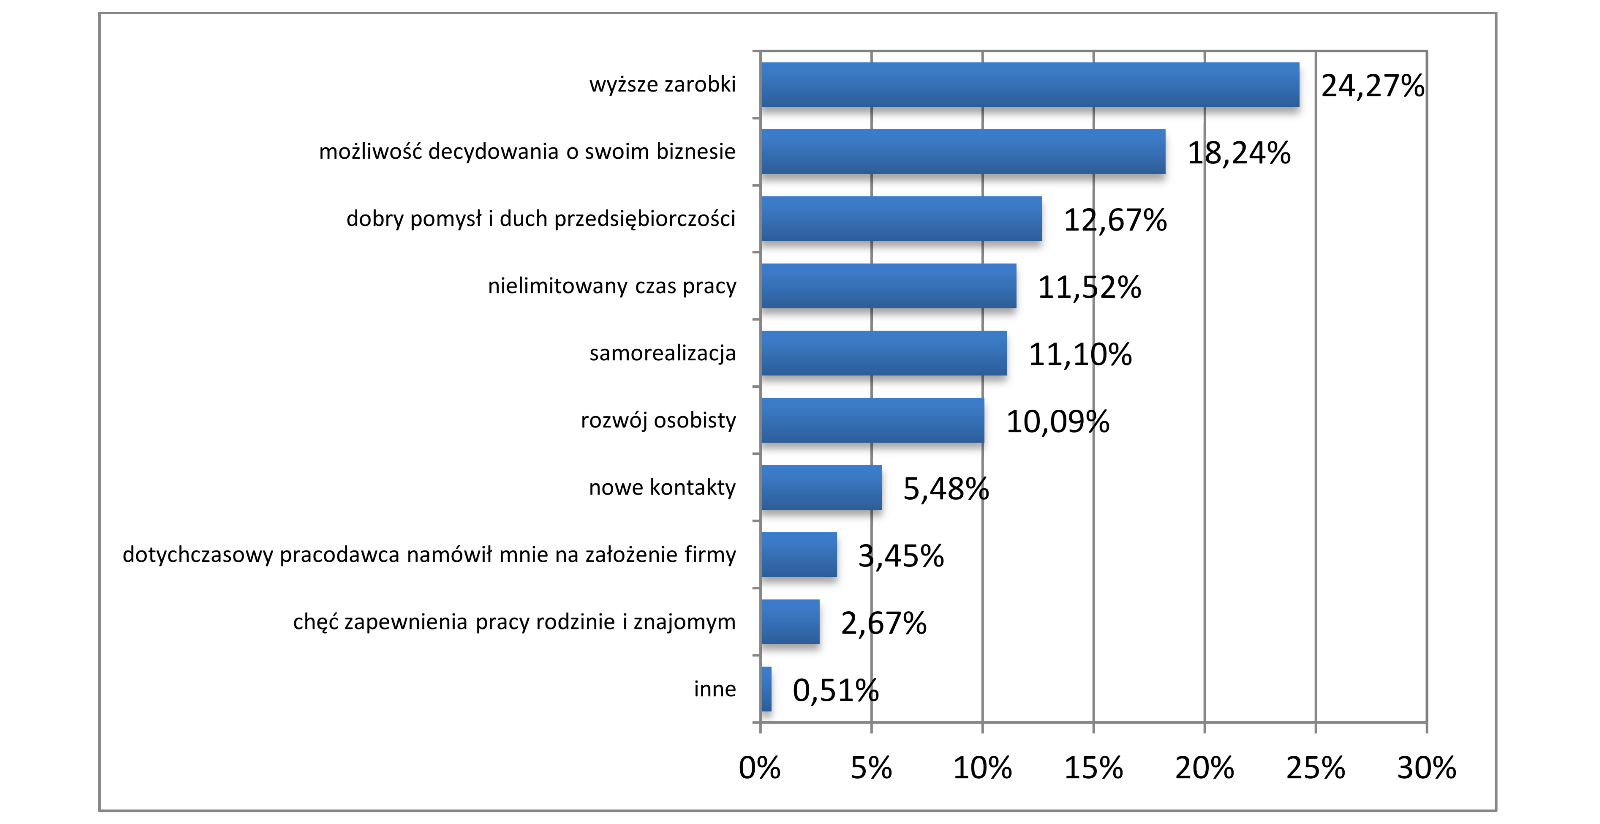 wyższe zarobki 24,27%
możliwość decydowania o swoim biznesie 18,24%
dobry pomysł i duch przedsiębiorczości 12,67%
nielimitowany czas pracy 11,52%
samorealizacja 11,10%
rozwój osobisty 10,09%
nowe kontakty 5,48%
dotychczasowy pracodawca namówił mnie na założenie firmy 3,45%
chęć zapewnienia pracy rodzinie i znajomym 2,67%
inne 0,51%
0% 5% 10% 15% 20% 25% 30%